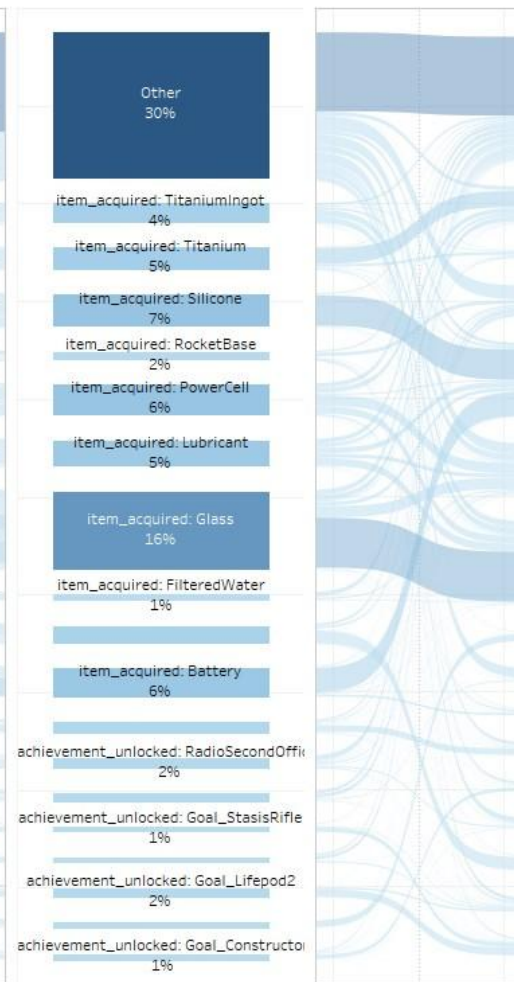 Other
30%
item_acquired: TitaniumIngot
4%
item_acquired: Titanium
5%
item_acquired: Silicone
7%
item_acquired: RocketBase
2%
item_acquired: PowerCell
6%
item_acquired: Lubricant
5%
item_acquired: Glass
16%
item_acquired: FilteredWater
1%
item_acquired: Battery
6%
achievement_unlocked: RadioSecondOffic
2%
achievement_unlocked: Goal_StasisRifle
1%
achievement_unlocked: Goal_Lifepod2
2%
achievement_unlocked: Goal_Constructo
1%